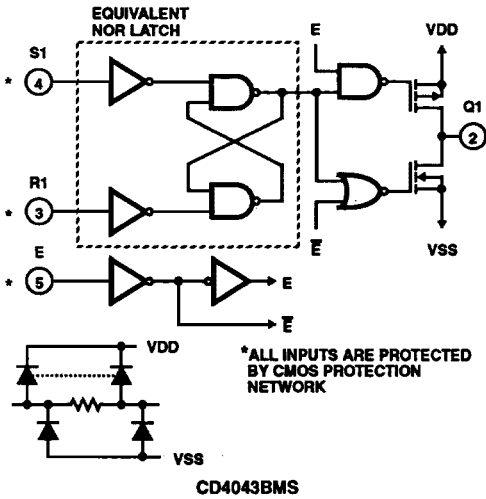 EQUIVALENT
NOR LATCH
E
VDD
S1
*
4
Q1
2
R1
*
3
E̅
VSS
E
*
5
E
E̅
VDD
*ALL INPUTS ARE PROTECTED
BY CMOS PROTECTION
NETWORK
VSS
CD4043BMS